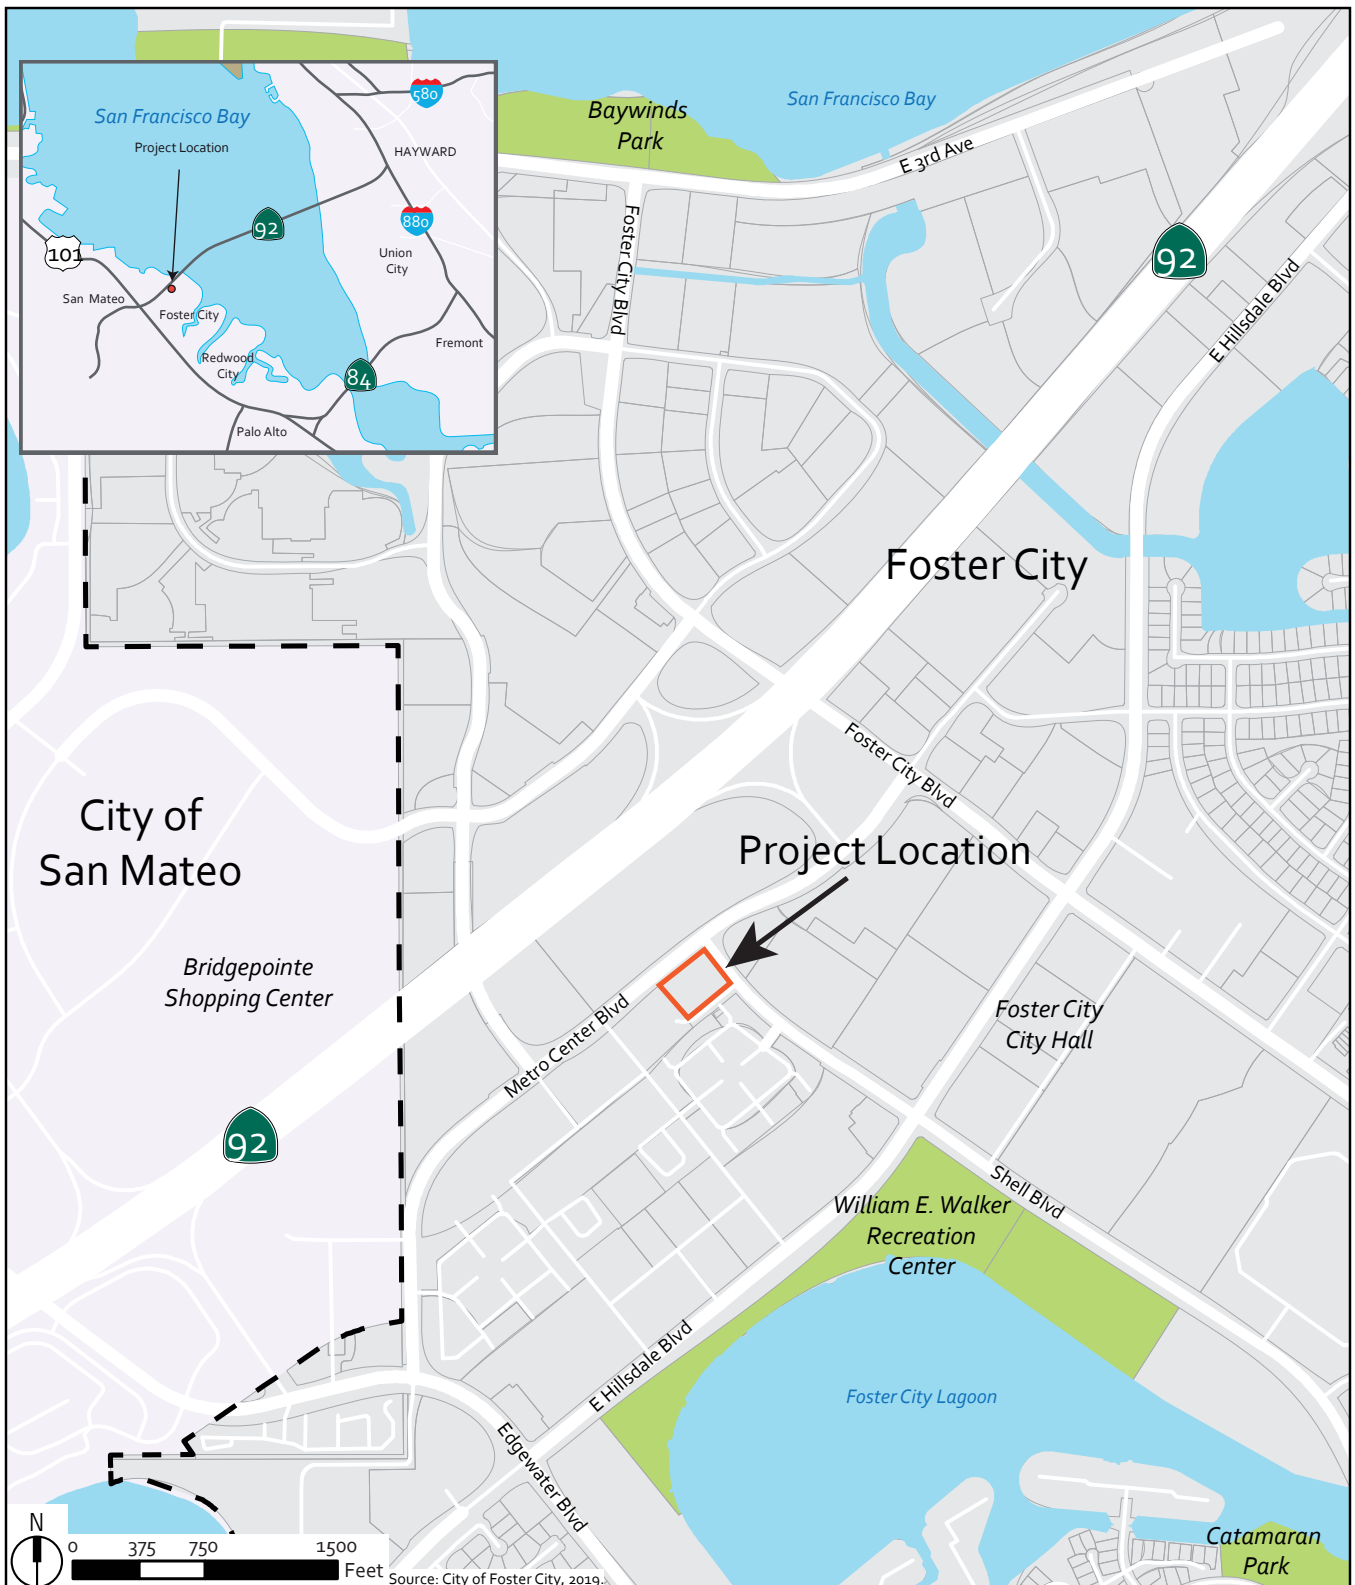 San Francisco Bay
Project Location
580
HAYWARD
92
880
101
Union
City
San Mateo
Foster City
Redwood
City
Fremont
84
Palo Alto
Baywinds
Park
San Francisco Bay
E 3rd Ave
Foster City Blvd
92
E Hillsdale Blvd
Foster City
Foster City Blvd
City of
San Mateo
Project Location
Bridgepointe
Shopping Center
Metro Center Blvd
Foster City
City Hall
92
Shell Blvd
William E. Walker
Recreation
Center
E Hillsdale Blvd
Foster City Lagoon
Edgewater Blvd
Catamaran
Park
N
0 375 750 1500
Feet
Source: City of Foster City, 2019.